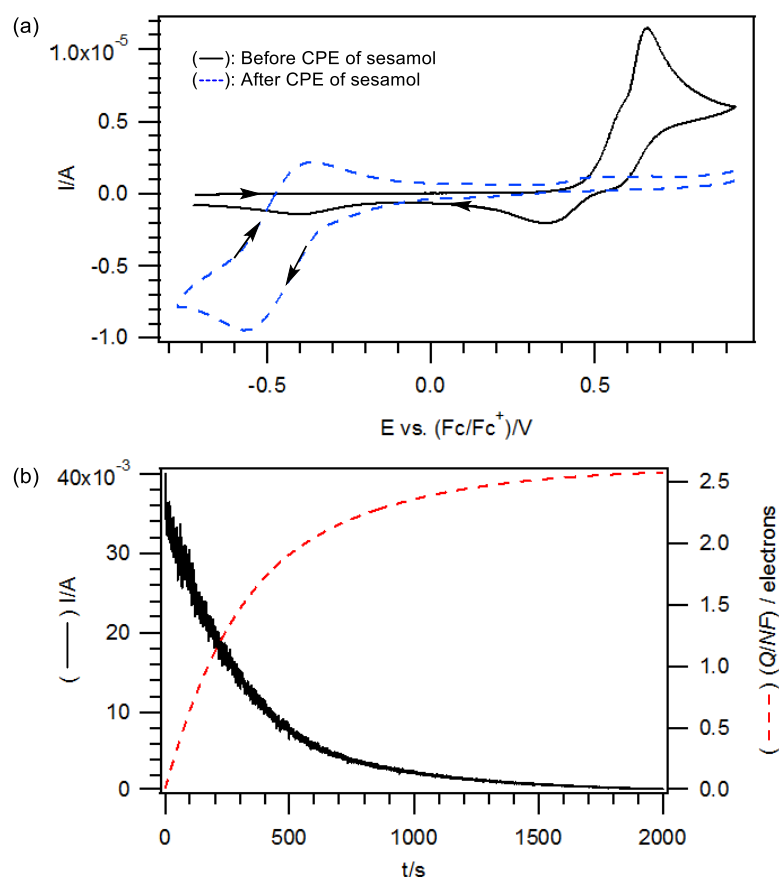 (a)
1.0x10⁻⁵
0.5
0.0
-0.5
-1.0
I/A
(—): Before CPE of sesamol
(----): After CPE of sesamol
-0.5 0.0 0.5
E vs. (Fc/Fc⁺)/V
(b)
40x10⁻³
30
20
10
0
( — ) I/A
2.5
2.0
1.5
1.0
0.5
0.0
( – – – ) (Q/NF) / electrons
0 500 1000 1500 2000
t/s